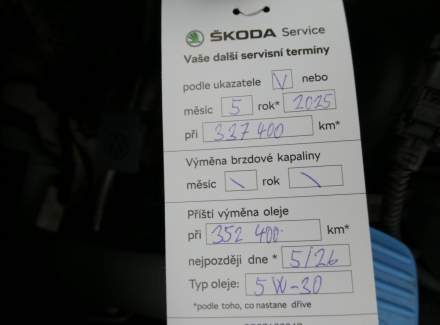 ŠKODA Service
Vaše další servisní termíny
podle ukazatele V nebo
měsíc 5 rok* 2025
při 337 400 km*
Výměna brzdové kapaliny
měsíc \ rok \
Příští výměna oleje
při 352 400 km*
nejpozději dne * 5/26
Typ oleje: 5W-30
*podle toho, co nastane dříve